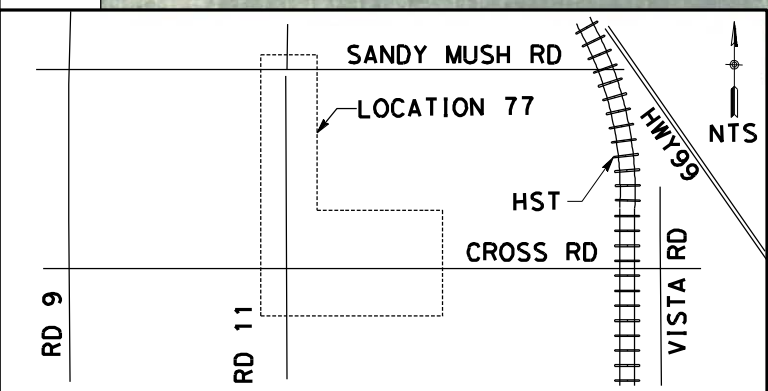 SANDY MUSH RD
LOCATION 77
HWY99
NTS
HST
CROSS RD
RD 9
RD 11
VISTA RD